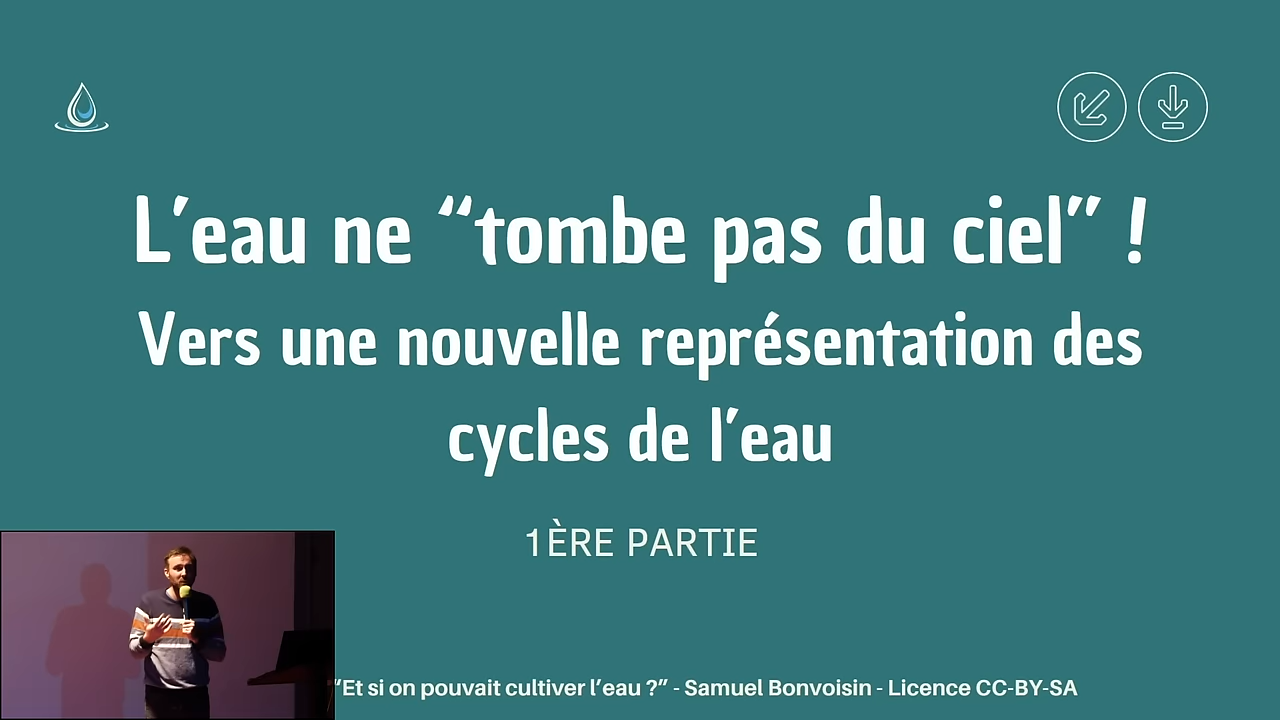 L'eau ne “tombe pas du ciel” !
Vers une nouvelle représentation des
cycles de l'eau
1ÈRE PARTIE
“Et si on pouvait cultiver l'eau ?” - Samuel Bonvoisin - Licence CC-BY-SA